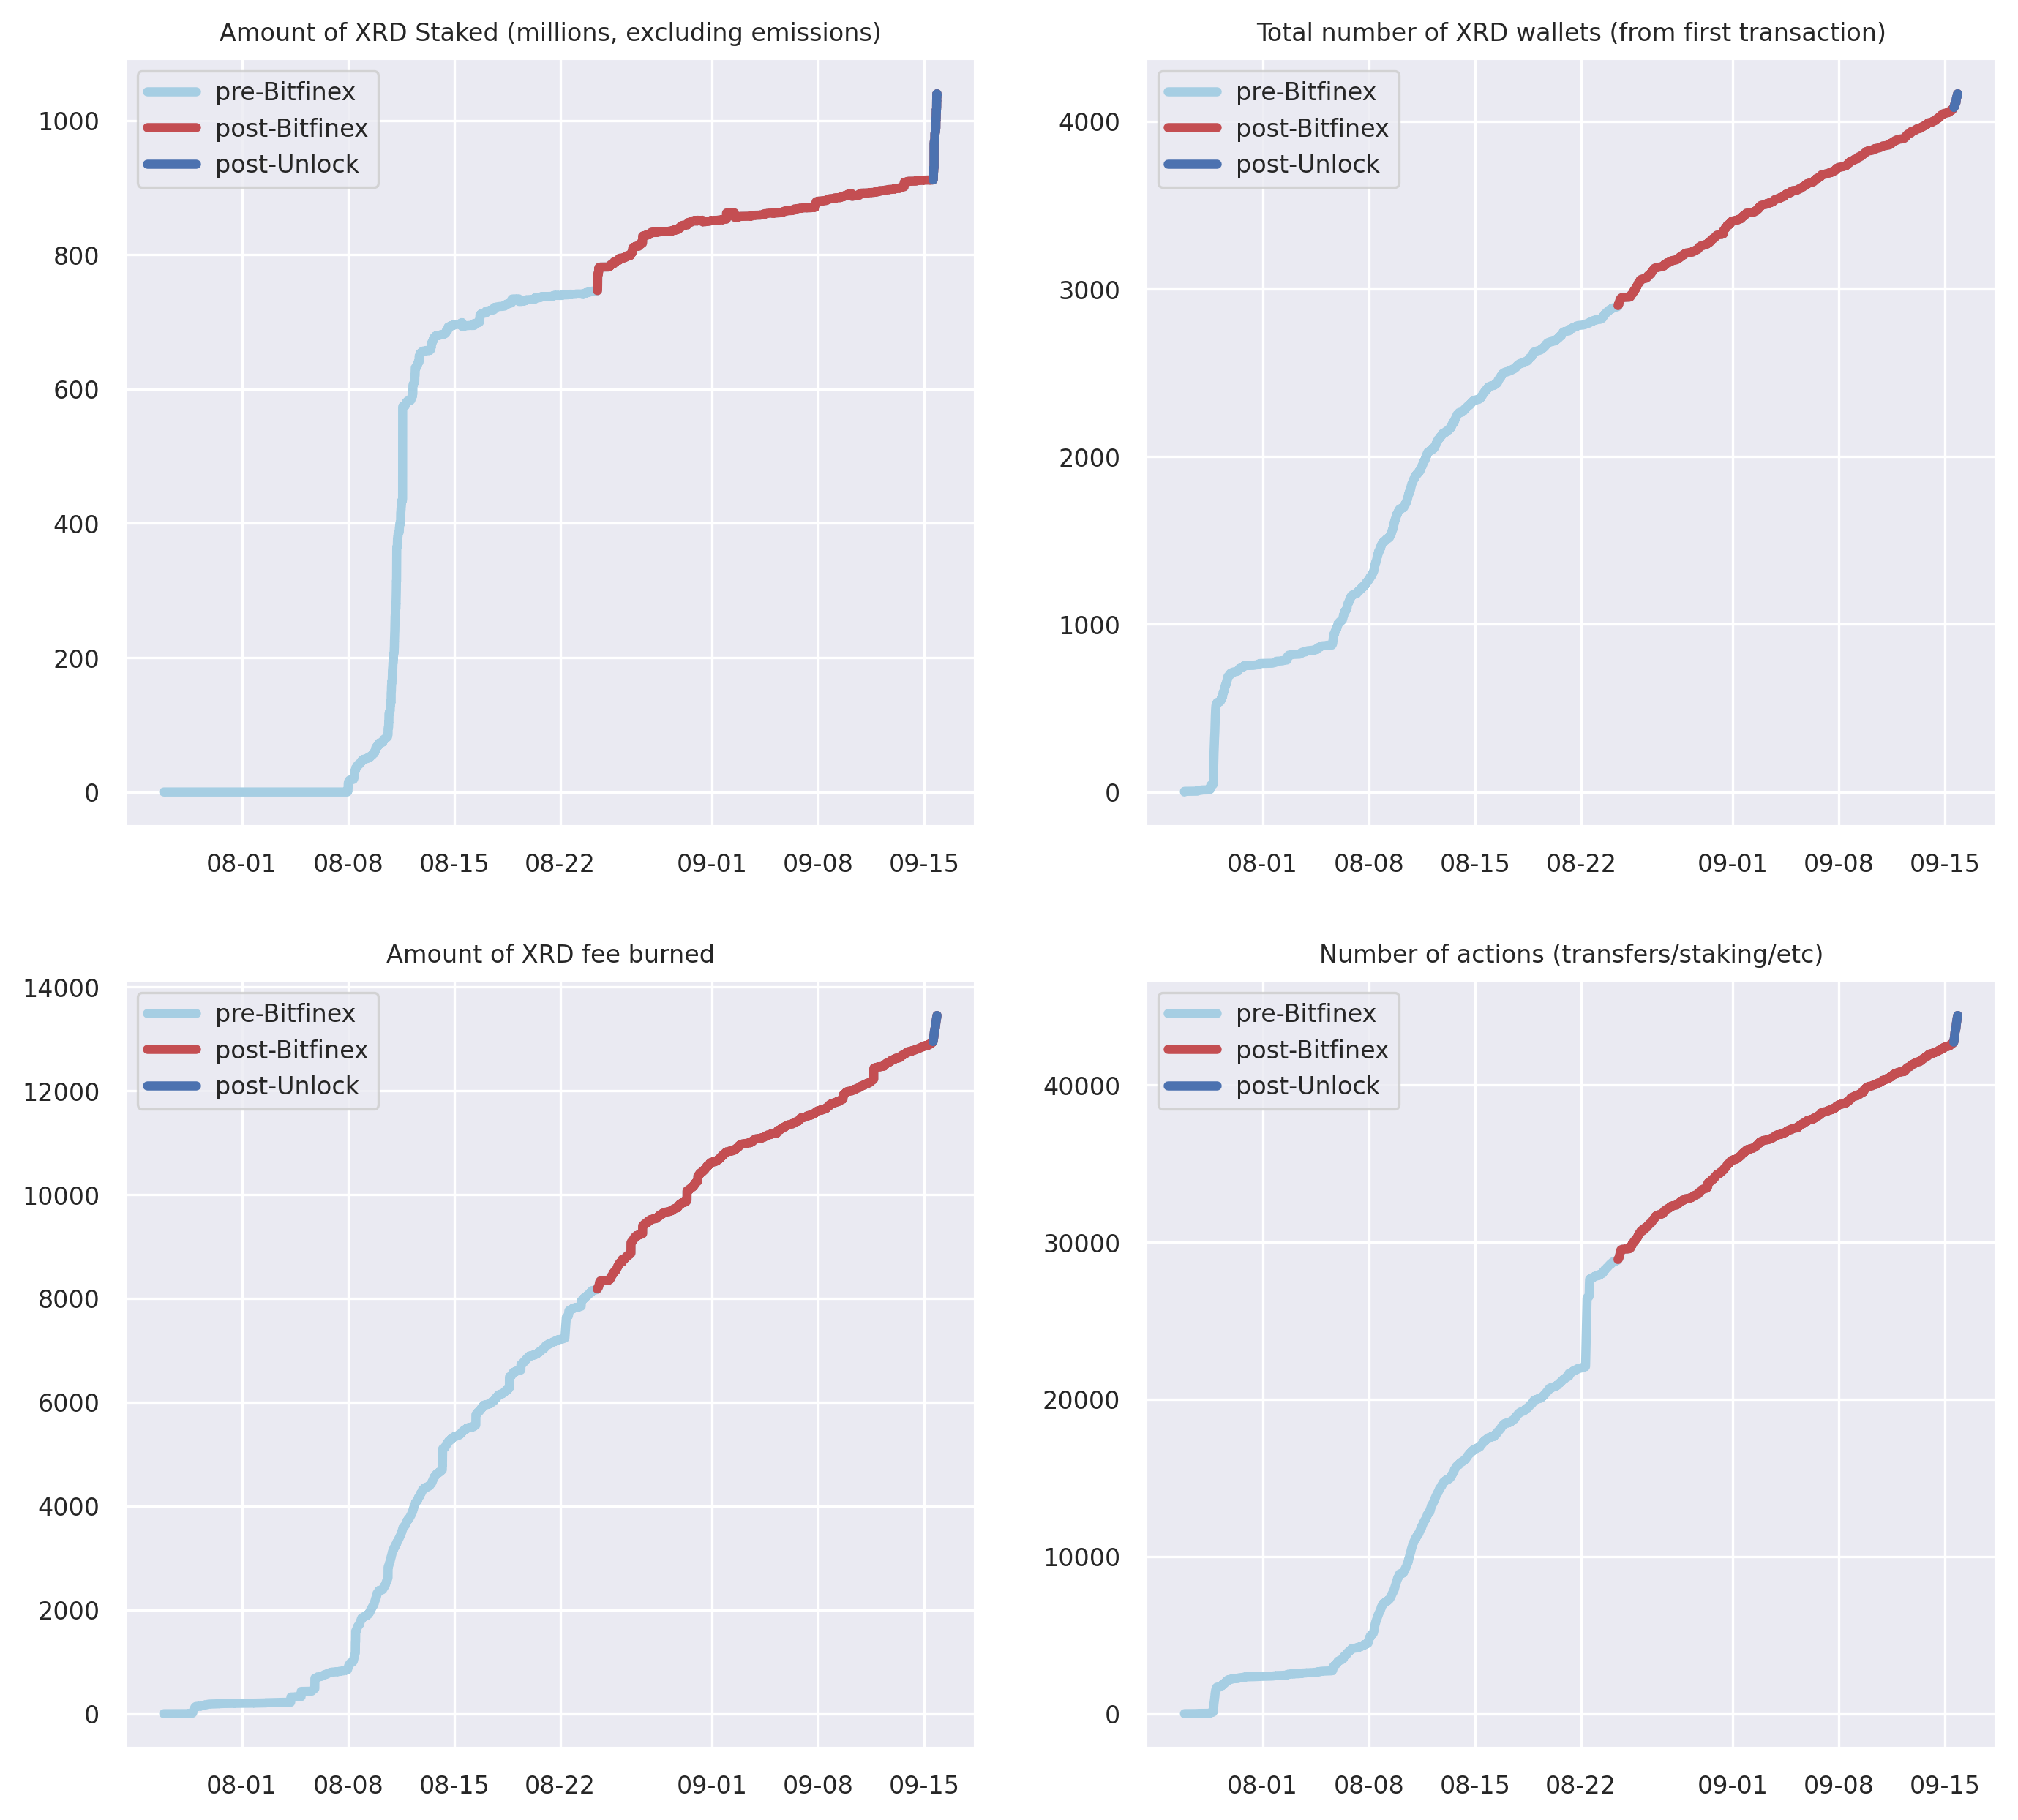 Amount of XRD Staked (millions, excluding emissions)
pre-Bitfinex
post-Bitfinex
post-Unlock
1000
800
600
400
200
0
08-01 08-08 08-15 08-22 09-01 09-08 09-15
Total number of XRD wallets (from first transaction)
pre-Bitfinex
post-Bitfinex
post-Unlock
4000
3000
2000
1000
0
08-01 08-08 08-15 08-22 09-01 09-08 09-15
Amount of XRD fee burned
pre-Bitfinex
post-Bitfinex
post-Unlock
14000
12000
10000
8000
6000
4000
2000
0
08-01 08-08 08-15 08-22 09-01 09-08 09-15
Number of actions (transfers/staking/etc)
pre-Bitfinex
post-Bitfinex
post-Unlock
40000
30000
20000
10000
0
08-01 08-08 08-15 08-22 09-01 09-08 09-15